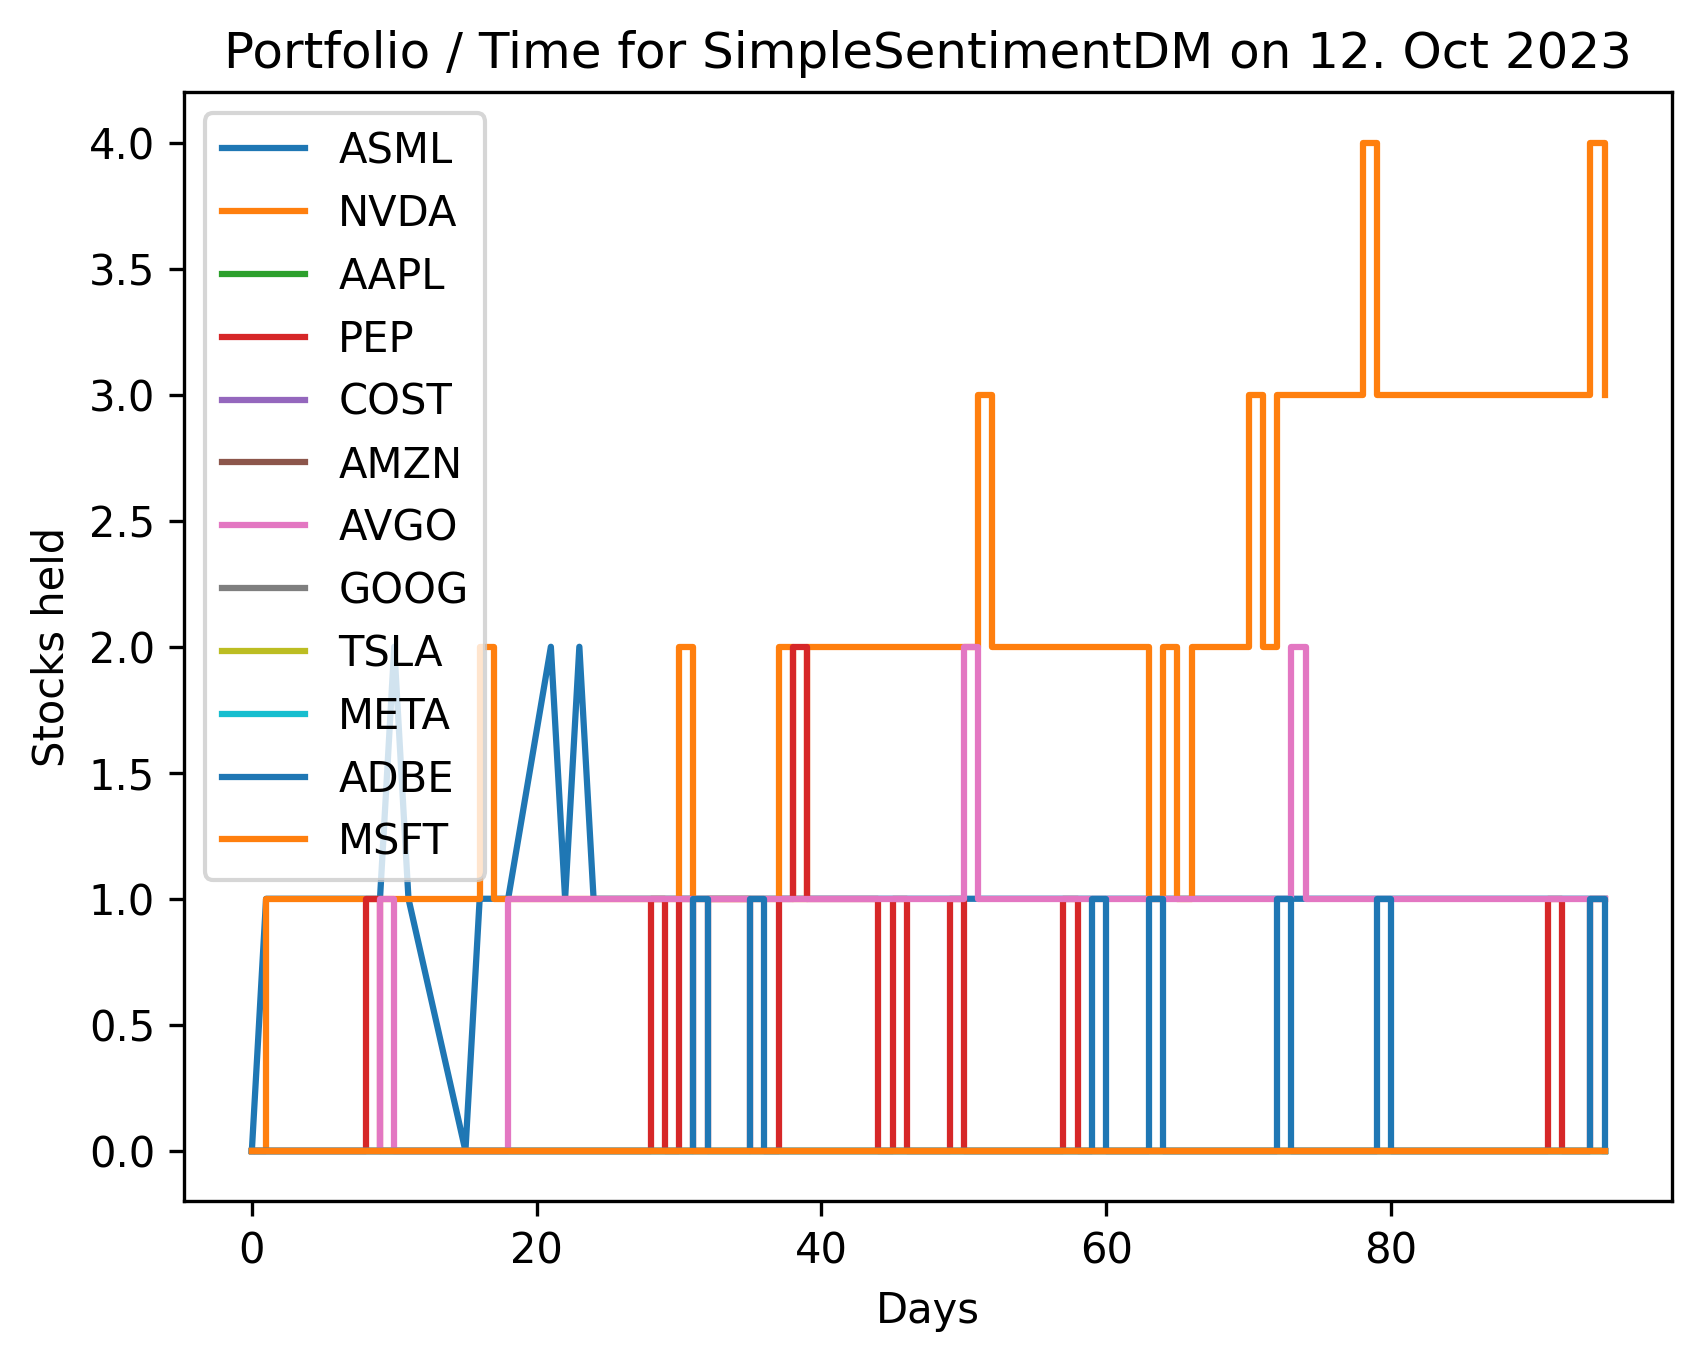 Portfolio / Time for SimpleSentimentDM on 12. Oct 2023
ASML
NVDA
AAPL
PEP
COST
AMZN
AVGO
GOOG
TSLA
META
ADBE
MSFT
4.0
3.5
3.0
2.5
2.0
1.5
1.0
0.5
0.0
Stocks held
0 20 40 60 80
Days